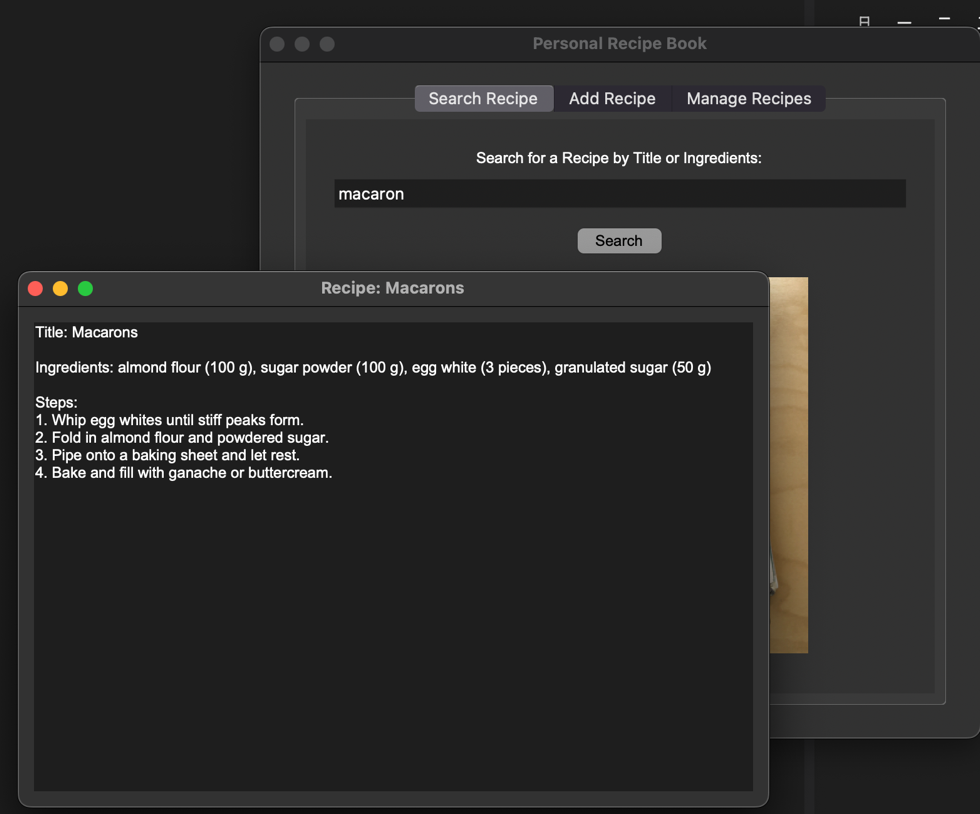 Personal Recipe Book
Search Recipe
Add Recipe
Manage Recipes
Search for a Recipe by Title or Ingredients:
macaron
Search
Recipe: Macarons
Title: Macarons
Ingredients: almond flour (100 g), sugar powder (100 g), egg white (3 pieces), granulated sugar (50 g)
Steps:
1. Whip egg whites until stiff peaks form.
2. Fold in almond flour and powdered sugar.
3. Pipe onto a baking sheet and let rest.
4. Bake and fill with ganache or buttercream.